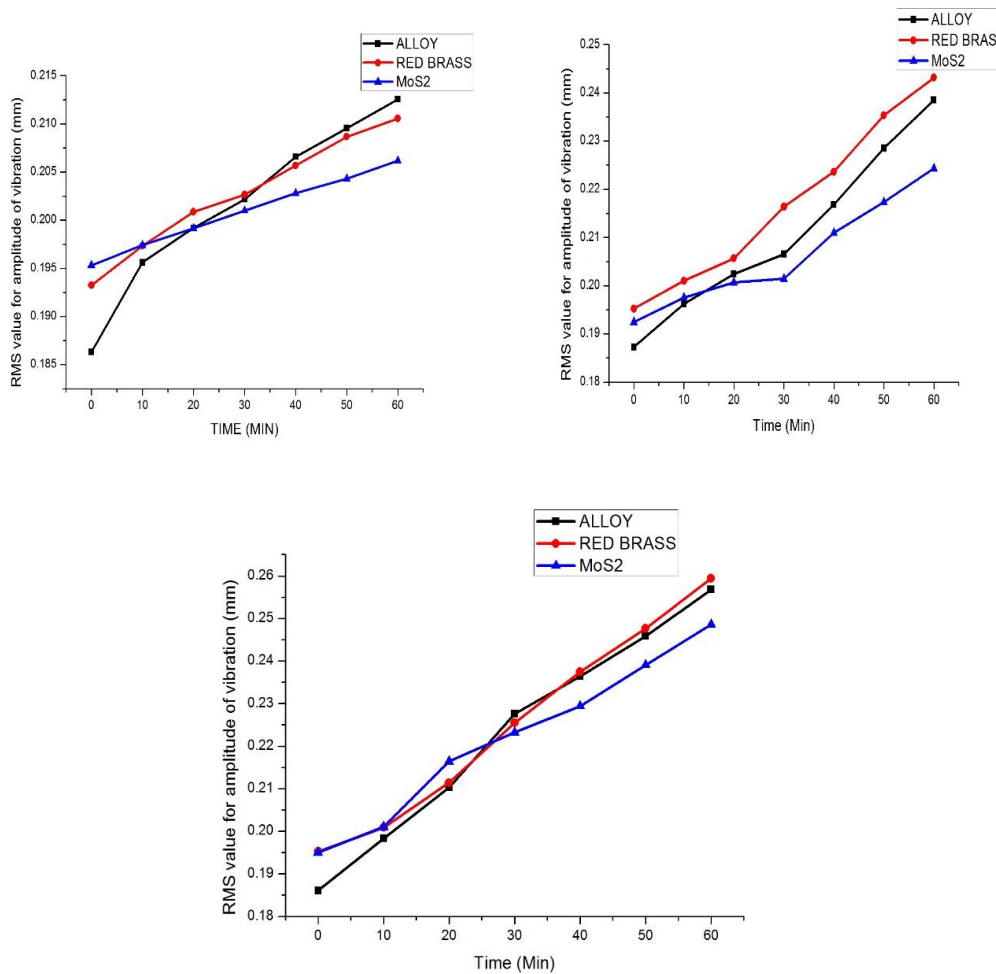 ALLOY
RED BRASS
MoS2
0.215
0.210
0.205
0.200
0.195
0.190
0.185
RMS value for amplitude of vibration (mm)
0 10 20 30 40 50 60
TIME (MIN)
ALLOY
RED BRASS
MoS2
0.25
0.24
0.23
0.22
0.21
0.20
0.19
0.18
RMS value for amplitude of vibration (mm)
0 10 20 30 40 50 60
Time (Min)
ALLOY
RED BRASS
MoS2
0.26
0.25
0.24
0.23
0.22
0.21
0.20
0.19
0.18
RMS value for amplitude of vibration (mm)
0 10 20 30 40 50 60
Time (Min)